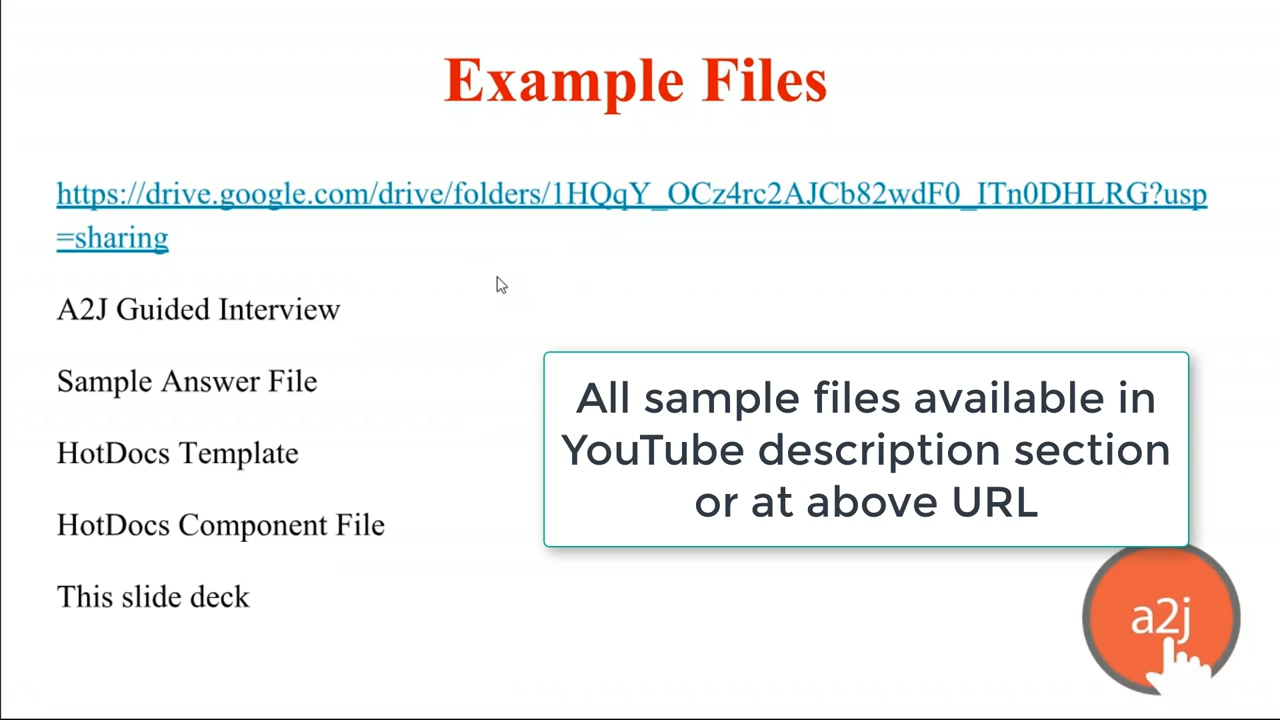 Example Files
https://drive.google.com/drive/folders/1HQqY_OCz4rc2AJCb82wdF0_ITn0DHLRG?usp
=sharing
A2J Guided Interview
Sample Answer File
HotDocs Template
HotDocs Component File
This slide deck
All sample files available in
YouTube description section
or at above URL
a2j